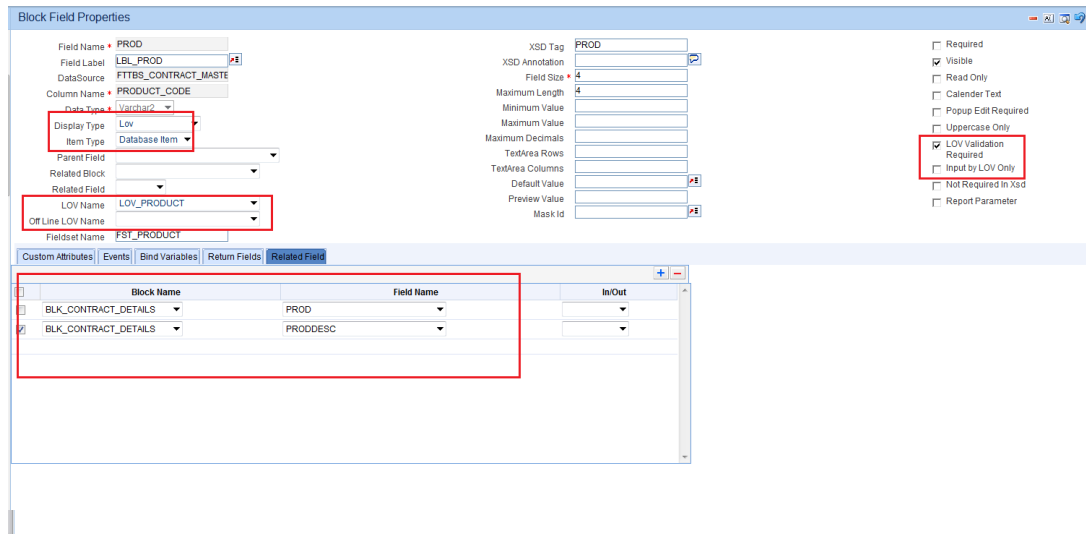 Block Field Properties
Field Name * PROD
Field Label LBL_PROD
DataSource FTTBS_CONTRACT_MASTE
Column Name * PRODUCT_CODE
Data Type * Varchar2
Display Type Lov
Item Type Database Item
Parent Field
Related Block
Related Field
LOV Name LOV_PRODUCT
Off Line LOV Name
Fieldset Name FST_PRODUCT
XSD Tag PROD
XSD Annotation
Field Size * 4
Maximum Length 4
Minimum Value
Maximum Value
Maximum Decimals
TextArea Rows
TextArea Columns
Default Value
Preview Value
Mask Id
Required
Visible
Read Only
Calender Text
Popup Edit Required
Uppercase Only
LOV Validation
Required
Input by LOV Only
Not Required In Xsd
Report Parameter
Custom Attributes Events Bind Variables Return Fields Related Field
Block Name Field Name In/Out
BLK_CONTRACT_DETAILS PROD
BLK_CONTRACT_DETAILS PRODDESC